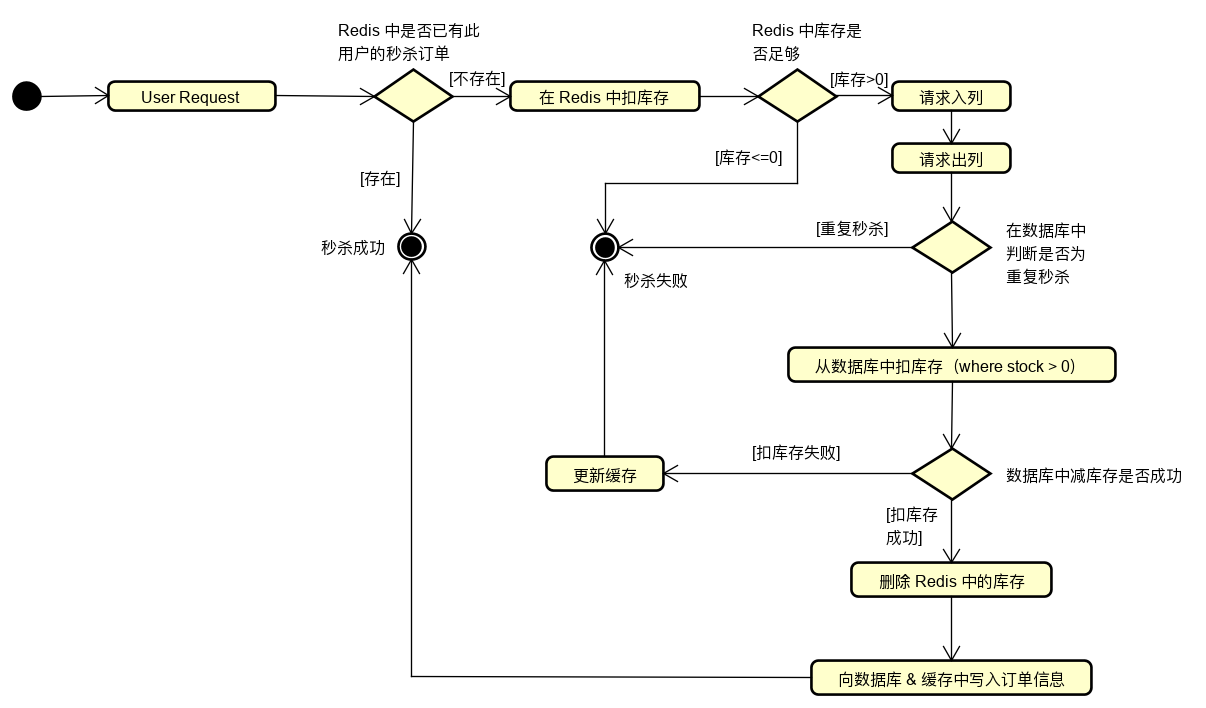 Redis 中是否已有此
用户的秒杀订单
Redis 中库存是
否足够
[不存在]
[库存>0]
User Request
在 Redis 中扣库存
请求入列
请求出列
[库存<=0]
[存在]
[重复秒杀]
在数据库中
判断是否为
重复秒杀
秒杀成功
秒杀失败
从数据库中扣库存（where stock > 0）
[扣库存失败]
更新缓存
数据库中减库存是否成功
[扣库存
成功]
删除 Redis 中的库存
向数据库 & 缓存中写入订单信息